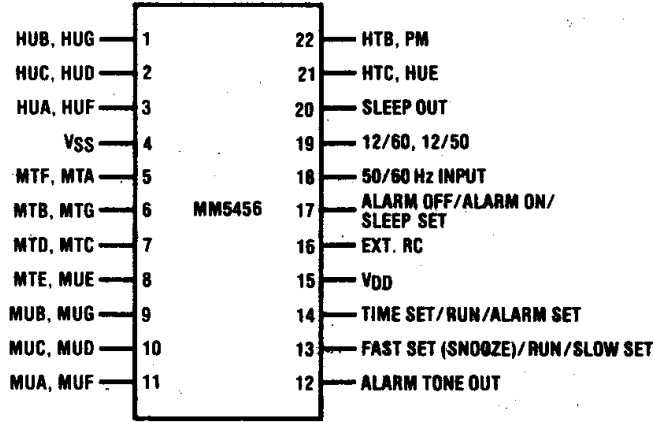 HUB, HUG 1 22 HTB, PM
HUC, HUD 2 21 HTC, HUE
HUA, HUF 3 20 SLEEP OUT
VSS 4 19 12/60, 12/50
MTF, MTA 5 18 50/60 Hz INPUT
MTB, MTG 6 MM5456 17 ALARM OFF/ALARM ON/
SLEEP SET
MTD, MTC 7 16 EXT. RC
MTE, MUE 8 15 VDD
MUB, MUG 9 14 TIME SET/RUN/ALARM SET
MUC, MUD 10 13 FAST SET (SNOOZE)/RUN/SLOW SET
MUA, MUF 11 12 ALARM TONE OUT